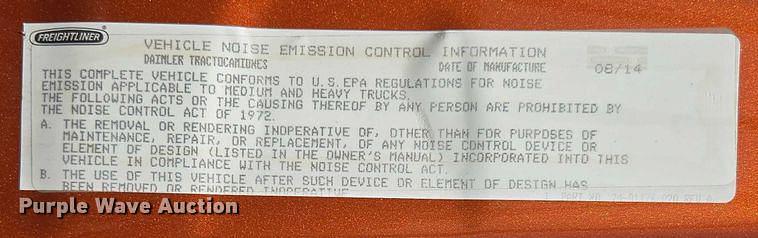 FREIGHTLINER
VEHICLE NOISE EMISSION CONTROL INFORMATION
DAIMLER TRACTOCAMIONES DATE OF MANUFACTURE 08/14
THIS COMPLETE VEHICLE CONFORMS TO U.S.EPA REGULATIONS FOR NOISE
EMISSION APPLICABLE TO MEDIUM AND HEAVY TRUCKS.
THE FOLLOWING ACTS OR THE CAUSING THEREOF BY ANY PERSON ARE PROHIBITED BY
THE NOISE CONTROL ACT OF 1972.
A. THE REMOVAL OR RENDERING INOPERATIVE OF, OTHER THAN FOR PURPOSES OF
MAINTENANCE, REPAIR, OR REPLACEMENT, OF ANY NOISE CONTROL DEVICE OR
ELEMENT OF DESIGN (LISTED IN THE OWNER'S MANUAL) INCORPORATED INTO THIS
VEHICLE IN COMPLIANCE WITH THE NOISE CONTROL ACT.
B. THE USE OF THIS VEHICLE AFTER SUCH DEVICE OR ELEMENT OF DESIGN HAS
BEEN REMOVED OR RENDERED INOPERATIVE
PART NO.
Purple Wave Auction